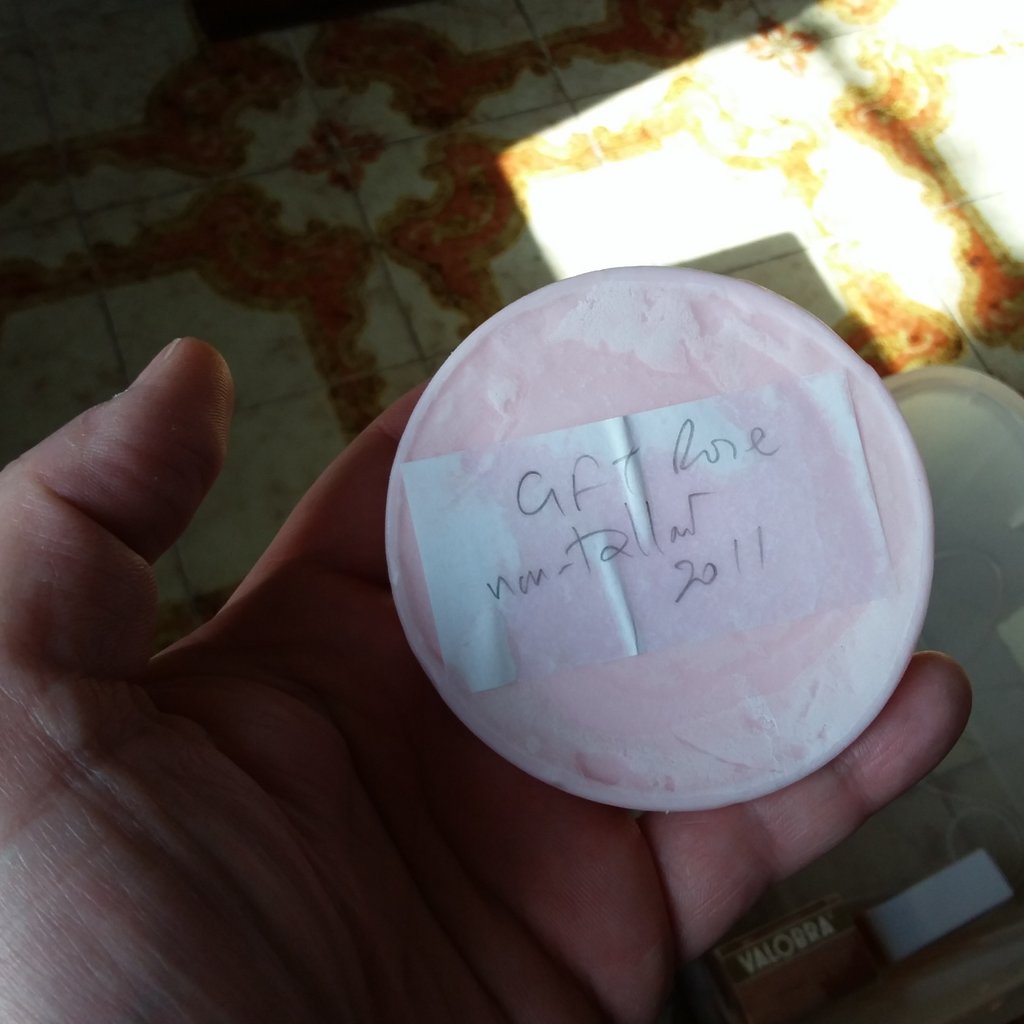 GFT Rose
non-tallow
2011
VALOBRA